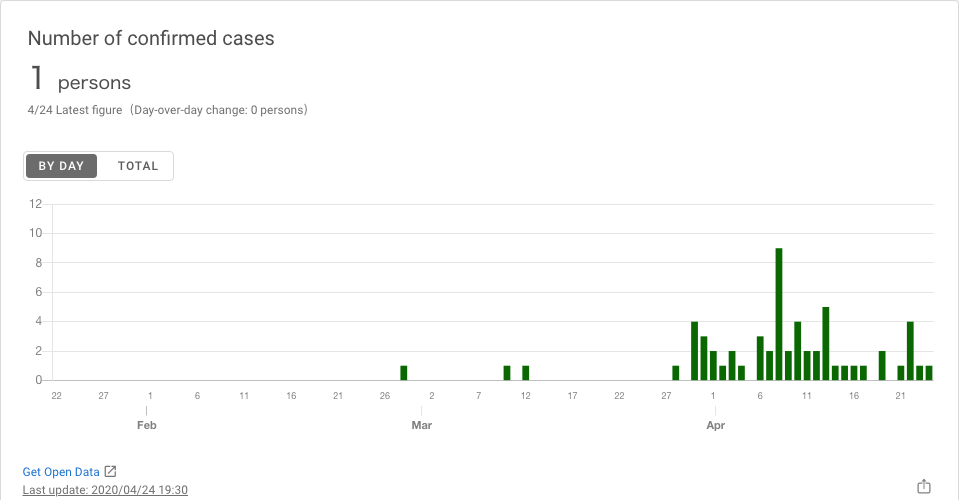 Number of confirmed cases
1 persons
4/24 Latest figure (Day-over-day change: 0 persons)
BY DAY TOTAL
12
10
8
6
4
2
0
22 27 1 6 11 16 21 26 2 7 12 17 22 27 1 6 11 16 21
Feb Mar Apr
Get Open Data
Last update: 2020/04/24 19:30